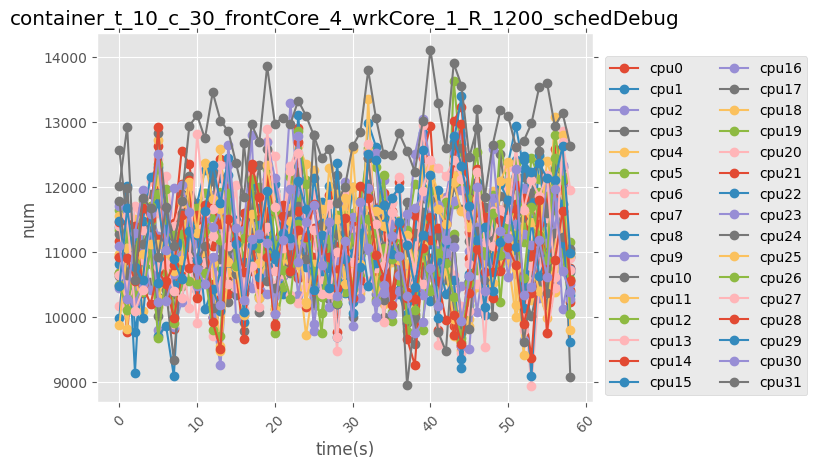 container_t_10_c_30_frontCore_4_wrkCore_1_R_1200_schedDebug
14000
13000
12000
11000
10000
9000
num
0
10
20
30
40
50
60
time(s)
cpu0
cpu1
cpu2
cpu3
cpu4
cpu5
cpu6
cpu7
cpu8
cpu9
cpu10
cpu11
cpu12
cpu13
cpu14
cpu15
cpu16
cpu17
cpu18
cpu19
cpu20
cpu21
cpu22
cpu23
cpu24
cpu25
cpu26
cpu27
cpu28
cpu29
cpu30
cpu31